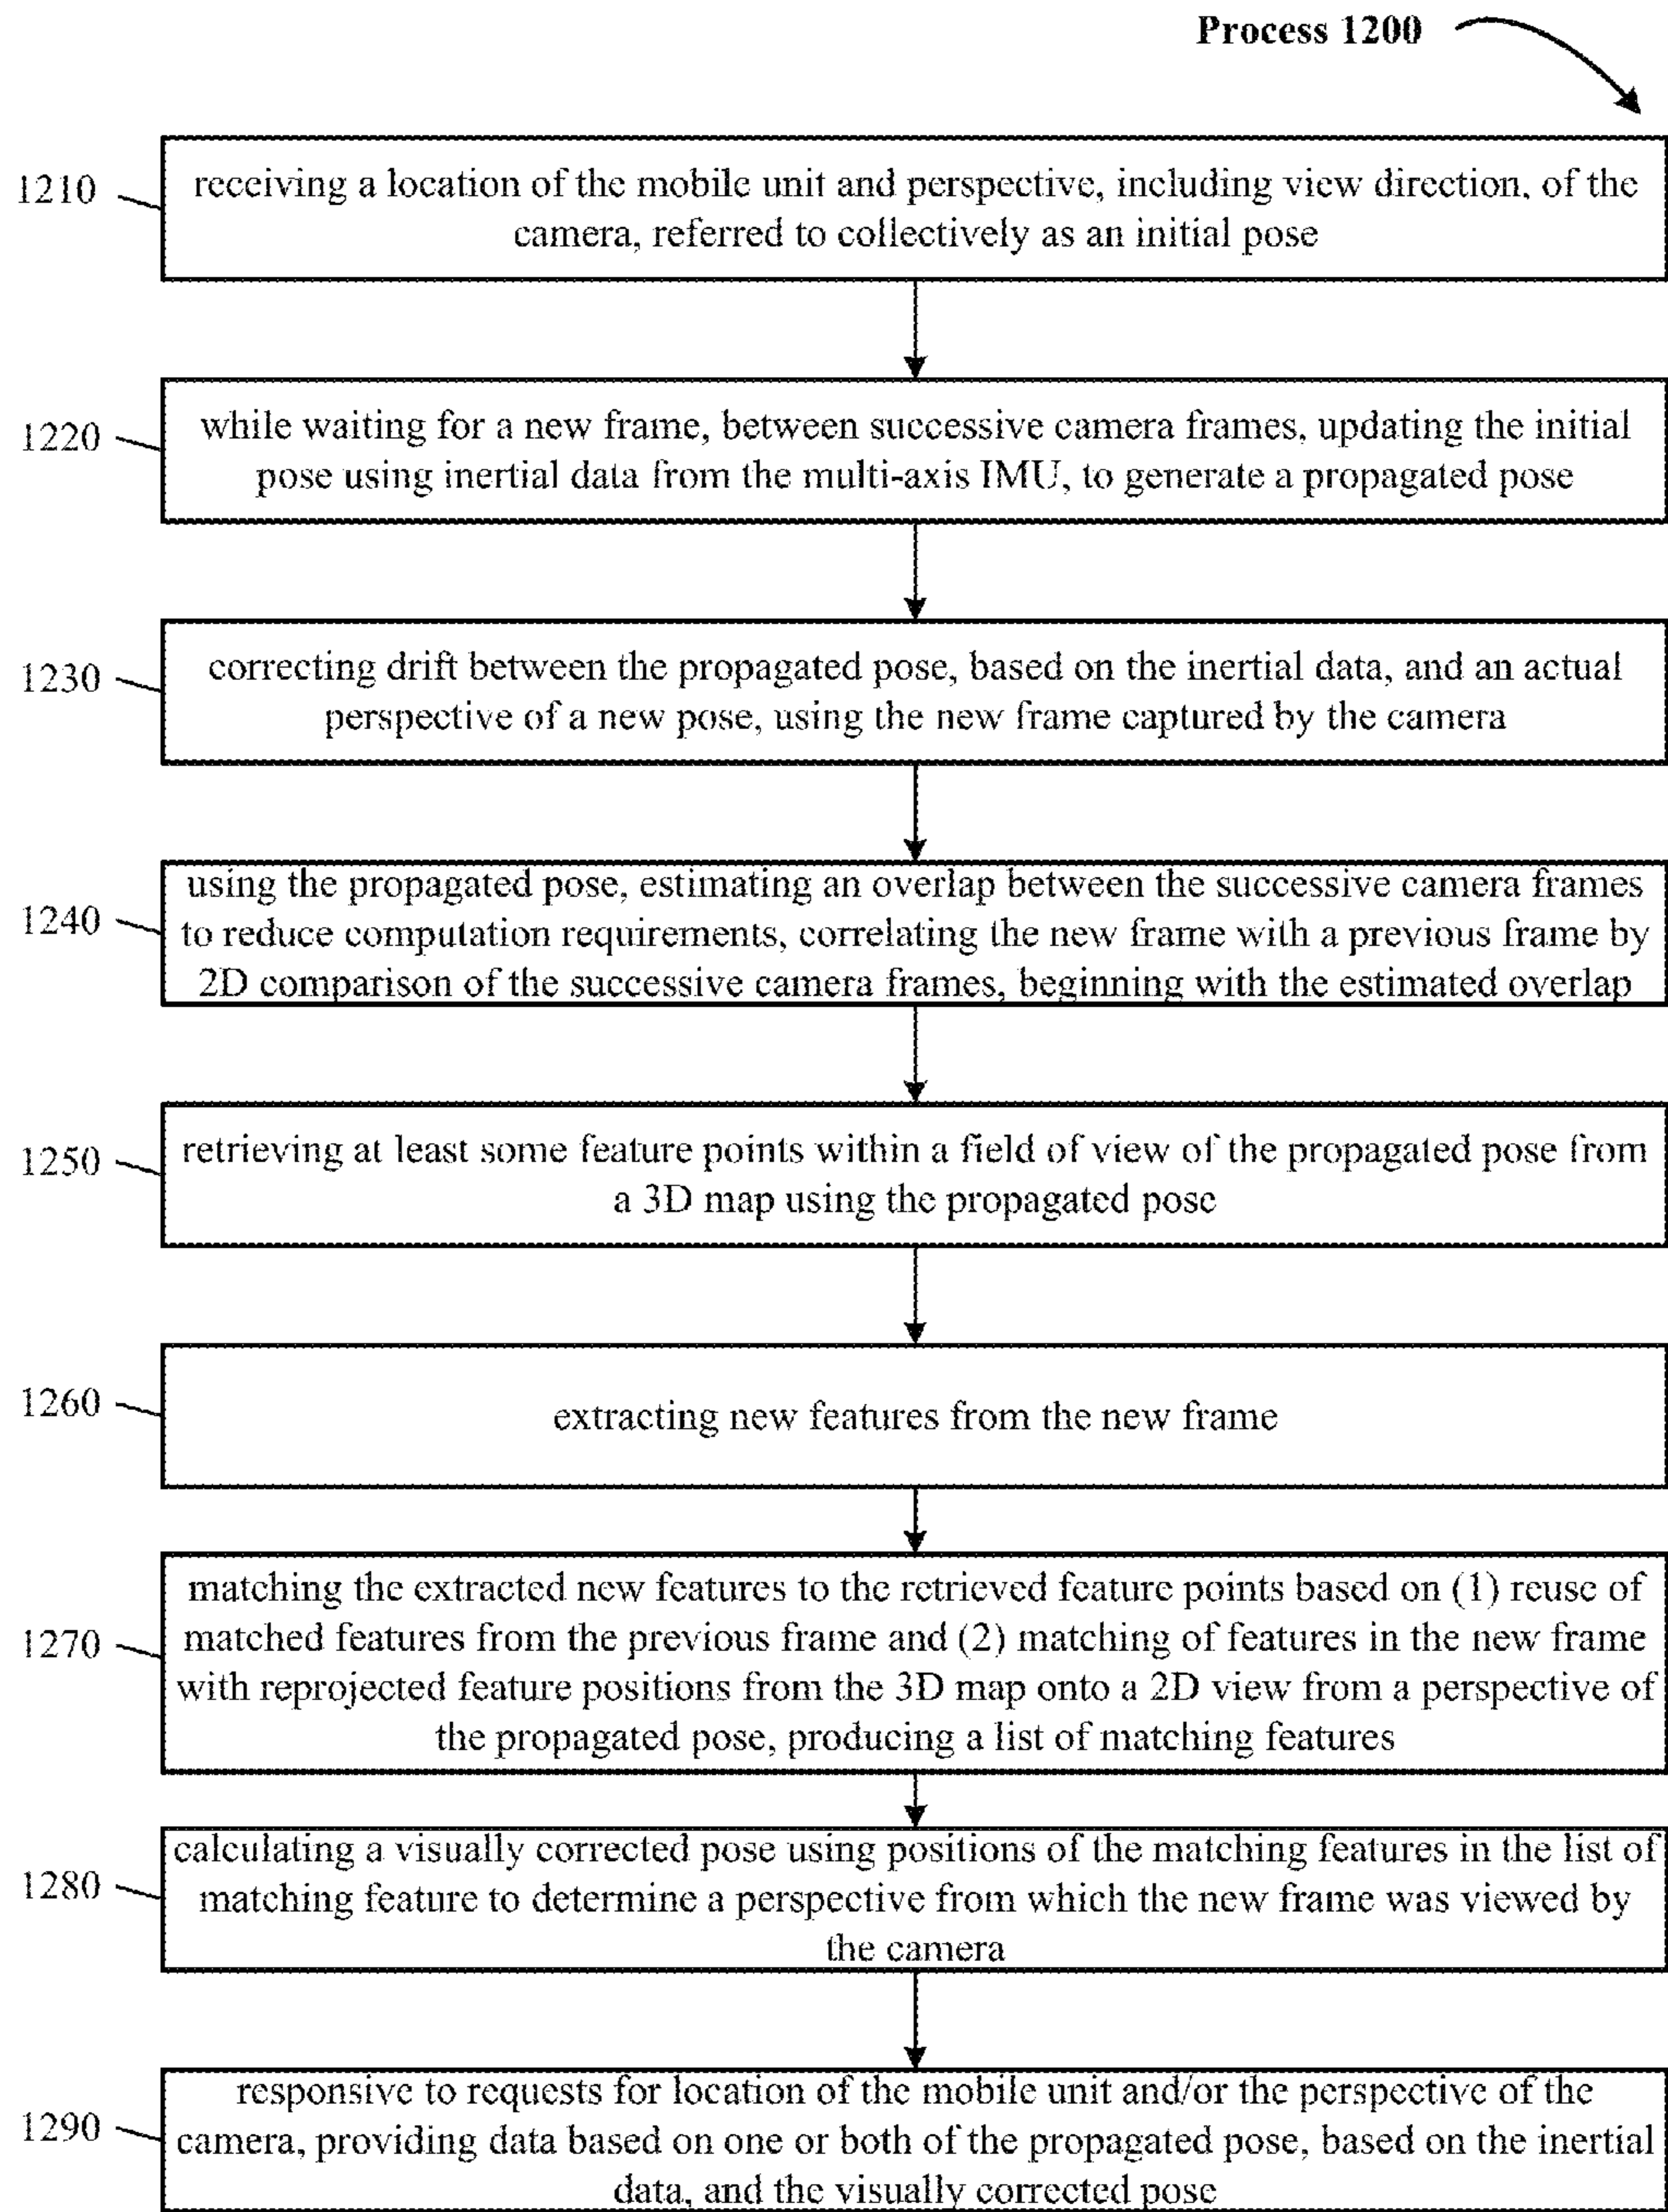 Process 1200
1210
receiving a location of the mobile unit and perspective, including view direction, of the
camera, referred to collectively as an initial pose
1220
while waiting for a new frame, between successive camera frames, updating the initial
pose using inertial data from the multi-axis IMU, to generate a propagated pose
1230
correcting drift between the propagated pose, based on the inertial data, and an actual
perspective of a new pose, using the new frame captured by the camera
1240
using the propagated pose, estimating an overlap between the successive camera frames
to reduce computation requirements, correlating the new frame with a previous frame by
2D comparison of the successive camera frames, beginning with the estimated overlap
1250
retrieving at least some feature points within a field of view of the propagated pose from
a 3D map using the propagated pose
1260
extracting new features from the new frame
1270
matching the extracted new features to the retrieved feature points based on (1) reuse of
matched features from the previous frame and (2) matching of features in the new frame
with reprojected feature positions from the 3D map onto a 2D view from a perspective of
the propagated pose, producing a list of matching features
1280
calculating a visually corrected pose using positions of the matching features in the list of
matching feature to determine a perspective from which the new frame was viewed by
the camera
1290
responsive to requests for location of the mobile unit and/or the perspective of the
camera, providing data based on one or both of the propagated pose, based on the inertial
data, and the visually corrected pose